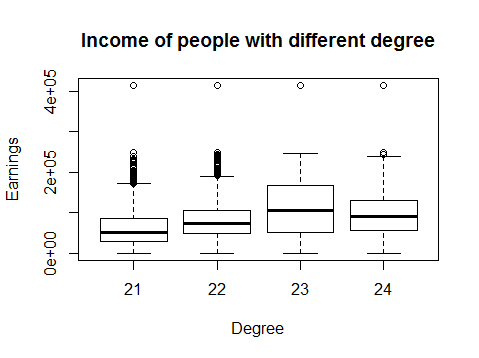 Income of people with different degree
Earnings
4e+05
2e+05
0e+00
21 22 23 24
Degree